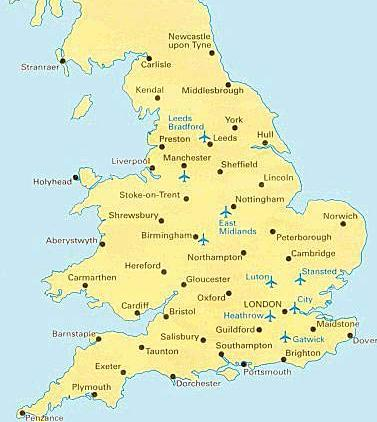 Newcastle
upon Tyne
Stranraer
Carlisle
Kendal
Middlesbrough
Leeds
Bradford
York
Hull
Preston
Leeds
Liverpool
Manchester
Sheffield
Holyhead
Lincoln
Stoke-on-Trent
Nottingham
Shrewsbury
Norwich
East
Midlands
Aberystwyth
Birmingham
Peterborough
Northampton
Cambridge
Hereford
Carmarthen
Gloucester
Luton
Stansted
Oxford
Cardiff
Bristol
LONDON
City
Heathrow
Barnstaple
Guildford
Maidstone
Salisbury
Gatwick
Dover
Taunton
Southampton
Brighton
Exeter
Portsmouth
Plymouth
Dorchester
Penzance